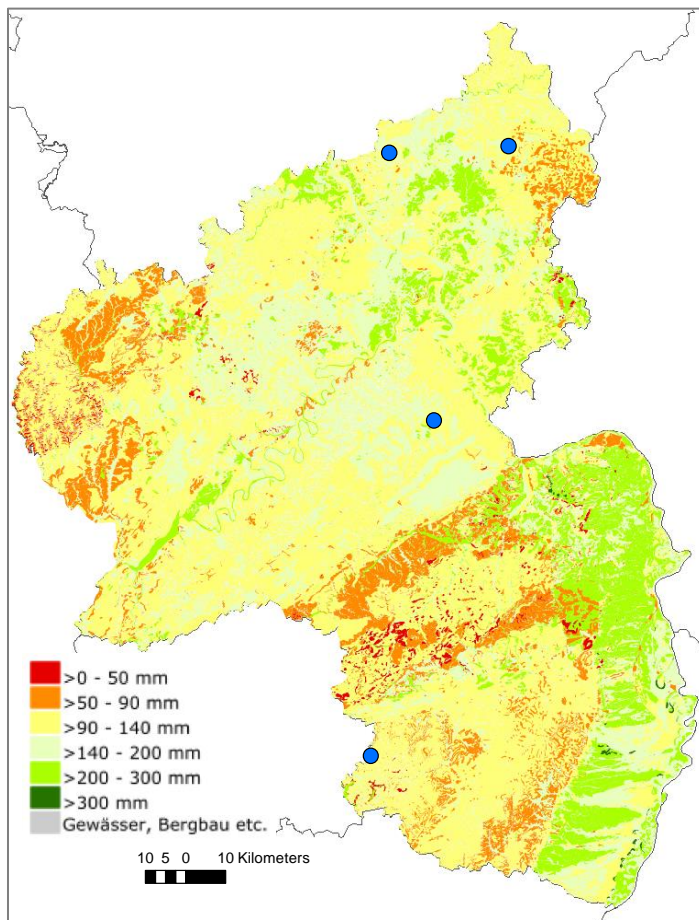 >0 - 50 mm
>50 - 90 mm
>90 - 140 mm
>140 - 200 mm
>200 - 300 mm
>300 mm
Gewässer, Bergbau etc.
10 5 0 10 Kilometers